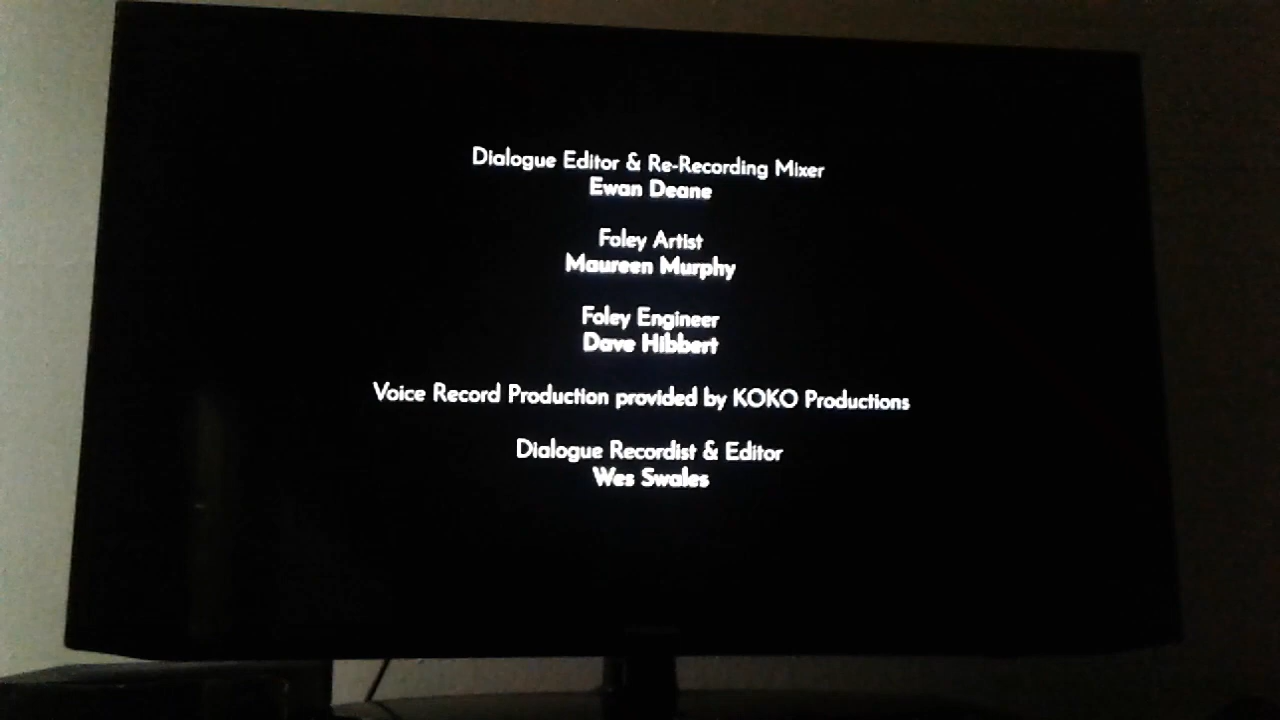 Dialogue Editor & Re-Recording Mixer
Ewan Deane
Foley Artist
Maureen Murphy
Foley Engineer
Dave Hibbert
Voice Record Production provided by KOKO Productions
Dialogue Recordist & Editor
Wes Swales